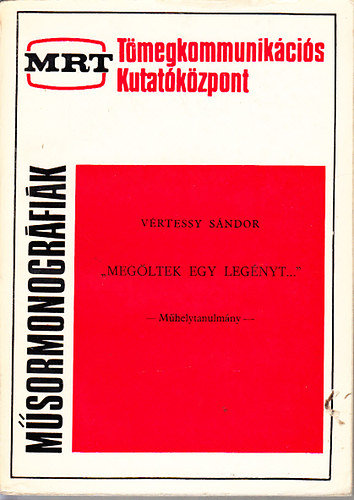 MRT
Tömegkommunikációs
Kutatóközpont
MŰSORMONOGRÁFIÁK
VÉRTESSY SÁNDOR
„MEGÖLTEK EGY LEGÉNYT..."
— Műhelytanulmány —